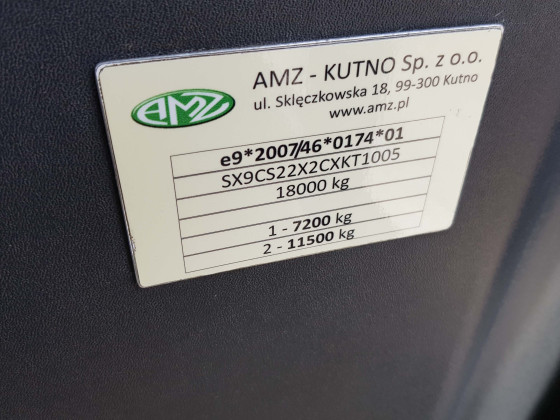 AMZ
AMZ - KUTNO Sp. z o.o.
ul. Sklęczkowska 18, 99-300 Kutno
www.amz.pl
e9*2007/46*0174*01
SX9CS22X2CXKT1005
18000 kg
1 - 7200 kg
2 - 11500 kg